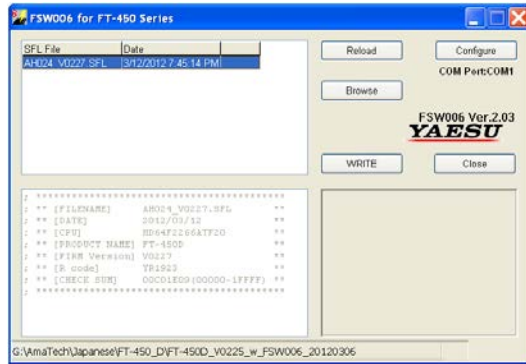 FSW006 for FT-450 Series
SFL File Date
AH024_V0227.SFL 3/12/2012 7:45:14 PM
Reload
Configure
COM Port:COM1
Browse
FSW006 Ver.2.03
YAESU
WRITE
Close
; ******************************************
; ** [FILENAME] AH024_V0227.SFL **
; ** [DATE] 2012/03/12 **
; ** [CPU] HD64F2266ATF20 **
; ** [PRODUCT NAME] FT-450D **
; ** [FIRM Version] V0227 **
; ** [R code] YR1923 **
; ** [CHECK SUM] 00C01E09(00000-1FFFF) **
; ******************************************
G:\AmaTech\Japanese\FT-450_D\FT-450D_V0225_w_FSW006_20120306